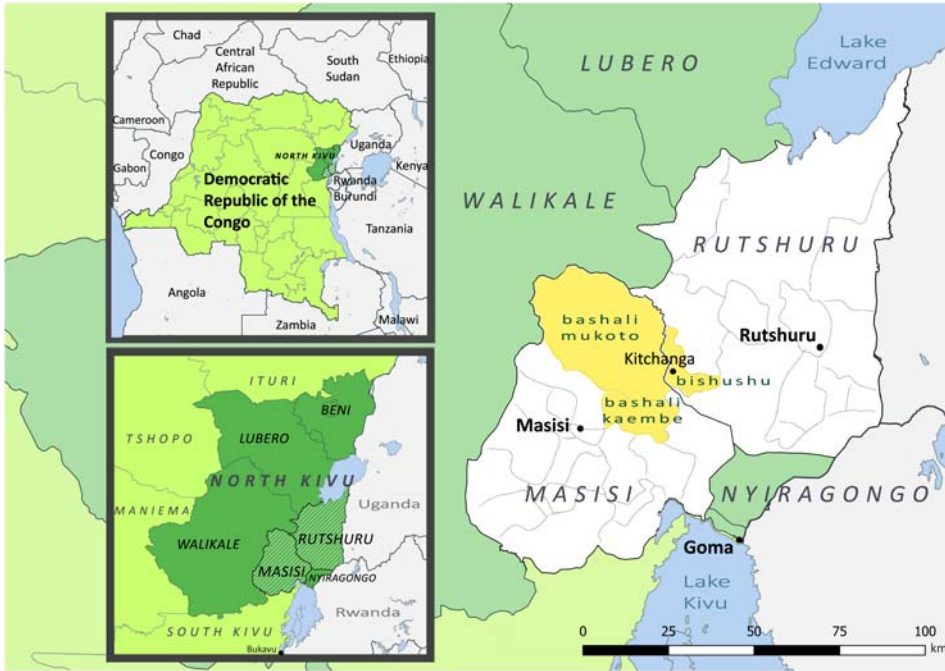 Chad
Central
African
Republic
South
Sudan
Ethiopia
Cameroon
Gabon
Congo
NORTH KIVU
Uganda
Kenya
Rwanda
Burundi
Democratic
Republic of the
Congo
Tanzania
Angola
Zambia
Malawi
ITURI
BENI
TSHOPO
LUBERO
NORTH KIVU
Uganda
MANIEMA
WALIKALE
RUTSHURU
MASISI
NYIRAGONGO
Rwanda
SOUTH KIVU
Bukavu
Lake
Edward
LUBERO
WALIKALE
RUTSHURU
bashali
mukoto
Rutshuru
Kitchanga
bishushu
bashali
kaembe
Masisi
MASISI
NYIRAGONGO
Goma
Lake
Kivu
0 25 50 75 100
km